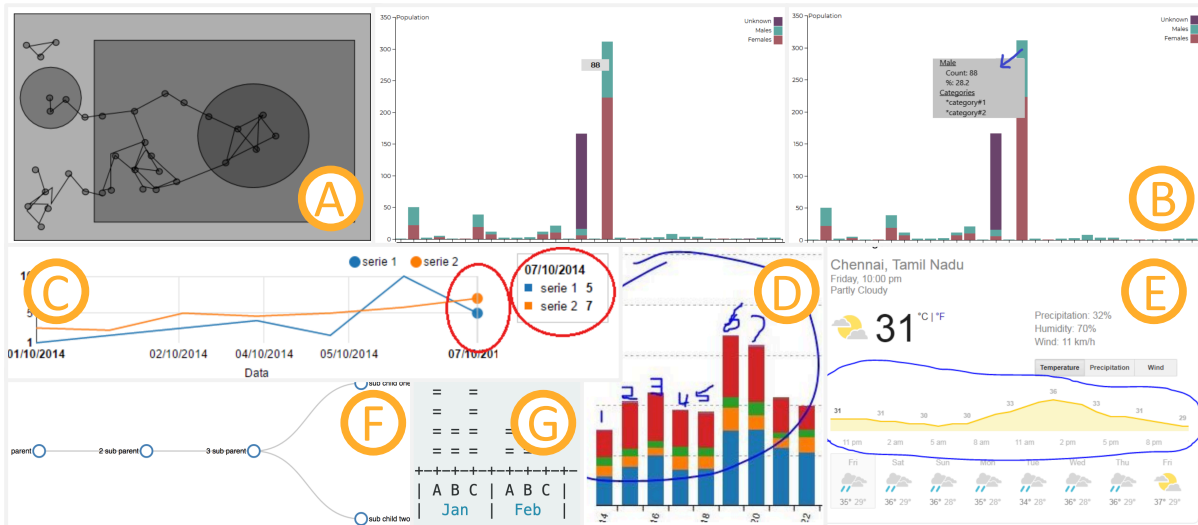 A
350
Population
300
250
200
150
100
50
0
Unknown
Males
Females
88
350
Population
300
250
200
150
100
50
0
Unknown
Males
Females
Male
Count: 88
%: 28.2
Categories
*category#1
*category#2
B
C
serie 1 serie 2
5
1
01/10/2014 02/10/2014 04/10/2014 05/10/2014 07/10/201
Data
07/10/2014
serie 1 5
serie 2 7
D
1 2 3 4 5 6 7
14 16 18 20 22
E
Chennai, Tamil Nadu
Friday, 10:00 pm
Partly Cloudy
31 °C | °F
Precipitation: 32%
Humidity: 70%
Wind: 11 km/h
Temperature Precipitation Wind
31 31 30 30 33 36 33 31 29
11 pm 2 am 5 am 8 am 11 am 2 pm 5 pm 8 pm
Fri Sat Sun Mon Tue Wed Thu Fri
35° 29° 36° 29° 36° 28° 35° 28° 34° 28° 36° 28° 36° 29° 37° 29°
F
sub child one
parent 2 sub parent 3 sub parent
sub child two
G
= =
= =
= = =
= = = = =
+-+-+-+-+-+-+-+-+
| A B C | A B C |
Jan | Feb |